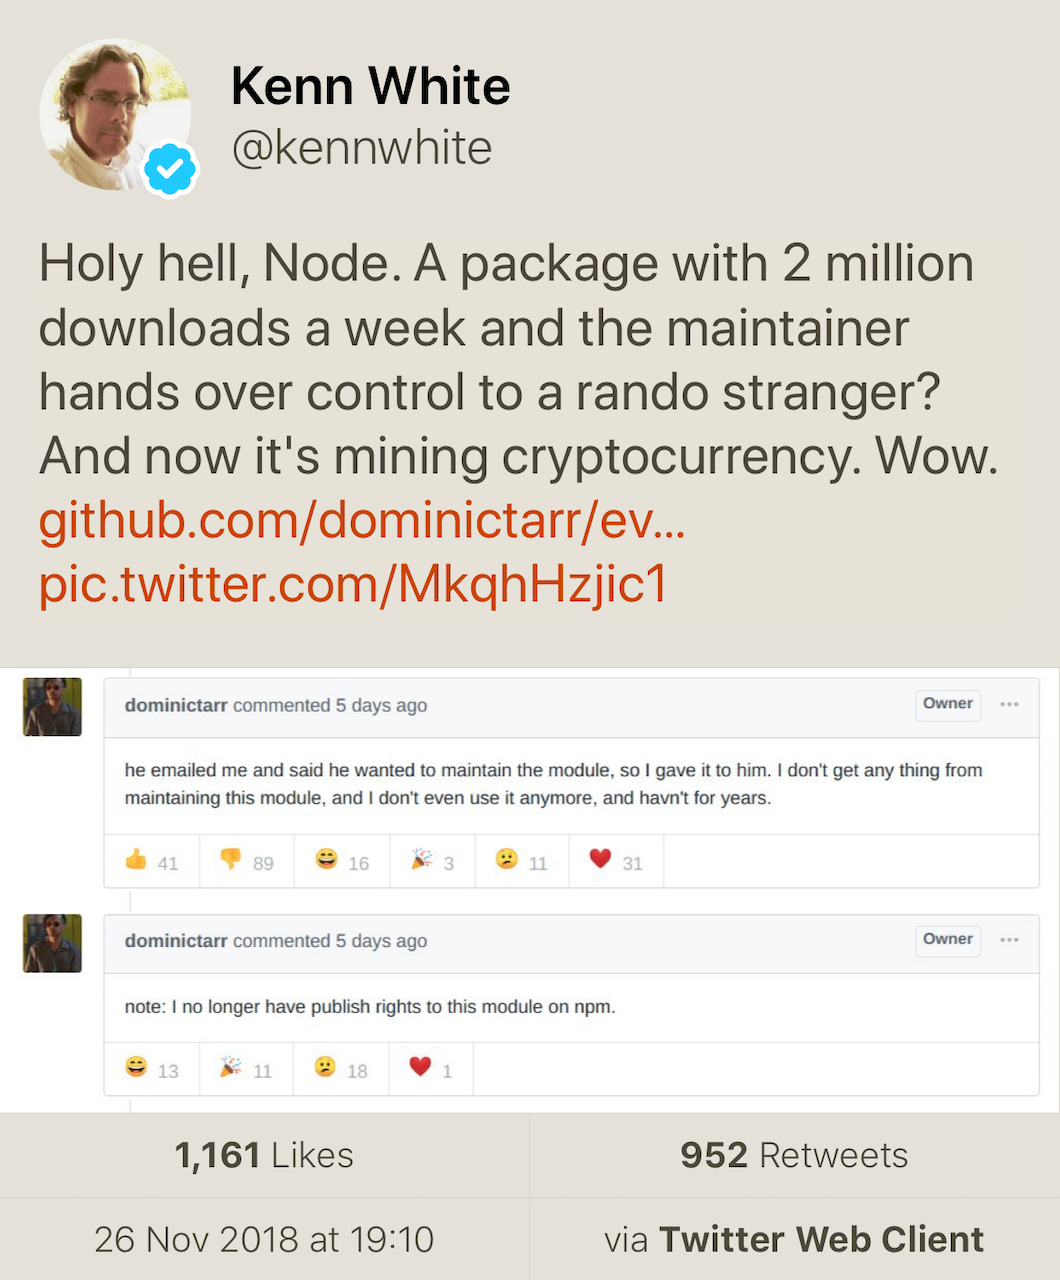 Kenn White
@kennwhite
Holy hell, Node. A package with 2 million
downloads a week and the maintainer
hands over control to a rando stranger?
And now it's mining cryptocurrency. Wow.
github.com/dominictarr/ev…
pic.twitter.com/MkqhHzjic1
dominictarr commented 5 days ago
Owner
he emailed me and said he wanted to maintain the module, so I gave it to him. I don't get any thing from
maintaining this module, and I don't even use it anymore, and havn't for years.
👍 41 👎 89 😄 16 🎉 3 😕 11 ❤️ 31
dominictarr commented 5 days ago
Owner
note: I no longer have publish rights to this module on npm.
😄 13 🎉 11 😕 18 ❤️ 1
1,161 Likes
952 Retweets
26 Nov 2018 at 19:10
via Twitter Web Client